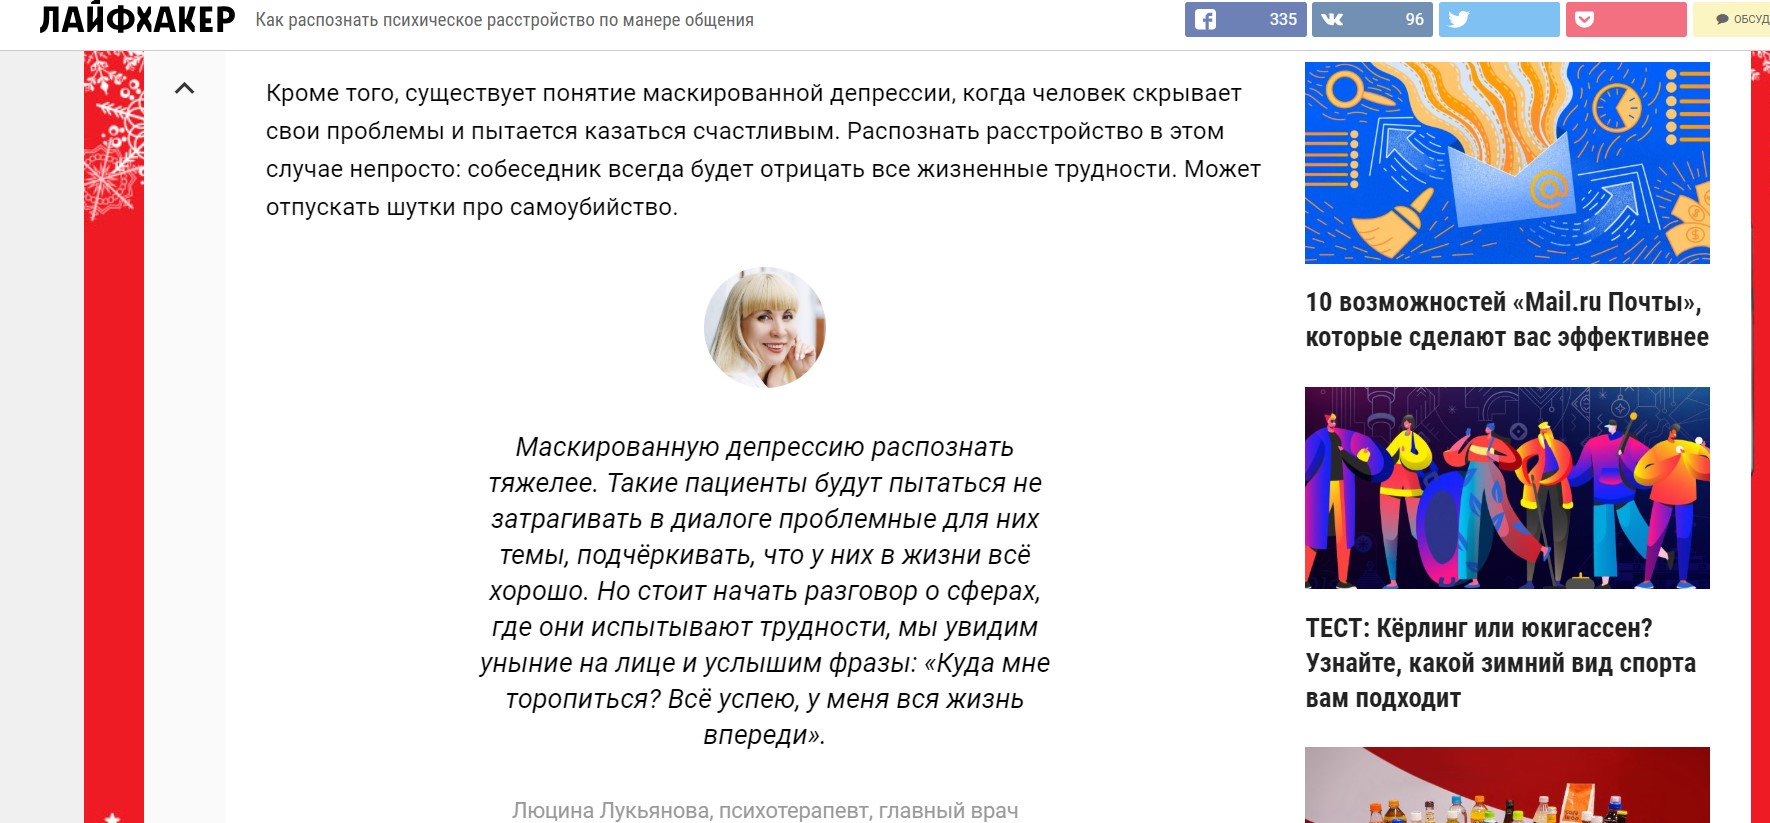 ЛАЙФХАКЕР
Как распознать психическое расстройство по манере общения
335
96
ОБСУД
Кроме того, существует понятие маскированной депрессии, когда человек скрывает
свои проблемы и пытается казаться счастливым. Распознать расстройство в этом
случае непросто: собеседник всегда будет отрицать все жизненные трудности. Может
отпускать шутки про самоубийство.
Маскированную депрессию распознать
тяжелее. Такие пациенты будут пытаться не
затрагивать в диалоге проблемные для них
темы, подчёркивать, что у них в жизни всё
хорошо. Но стоит начать разговор о сферах,
где они испытывают трудности, мы увидим
уныние на лице и услышим фразы: «Куда мне
торопиться? Всё успею, у меня вся жизнь
впереди».
Люцина Лукьянова, психотерапевт, главный врач
@
10 возможностей «Mail.ru Почты»,
которые сделают вас эффективнее
ТЕСТ: Кёрлинг или юкигассен?
Узнайте, какой зимний вид спорта
вам подходит